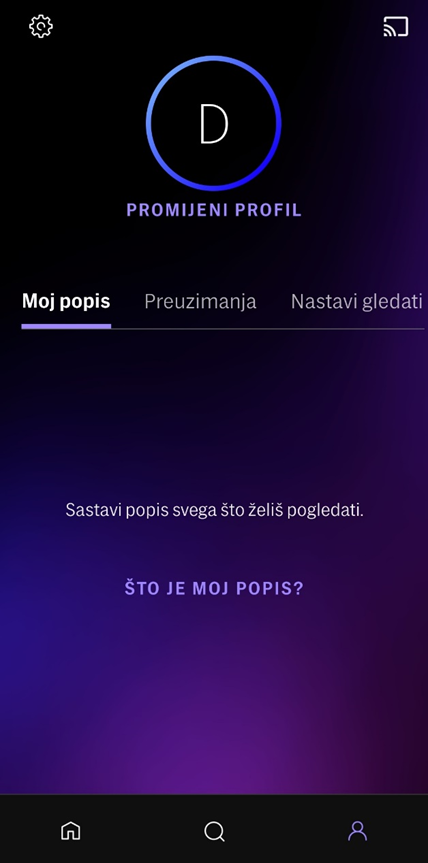 D
PROMIJENI PROFIL
Moj popis Preuzimanja Nastavi gledati
Sastavi popis svega što želiš pogledati.
ŠTO JE MOJ POPIS?